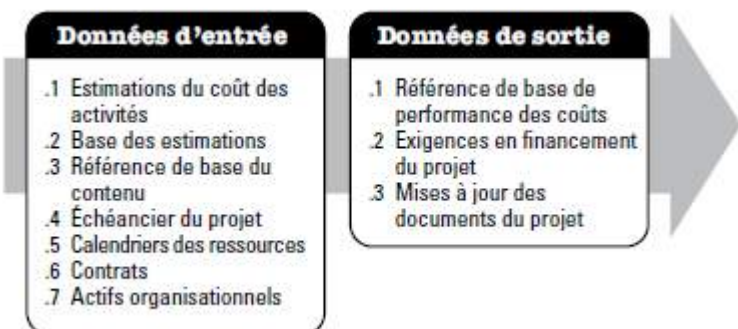 Données d'entrée
.1 Estimations du coût des
activités
.2 Base des estimations
.3 Référence de base du
contenu
.4 Échéancier du projet
.5 Calendriers des ressources
.6 Contrats
.7 Actifs organisationnels
Données de sortie
.1 Référence de base de
performance des coûts
.2 Exigences en financement
du projet
.3 Mises à jour des
documents du projet